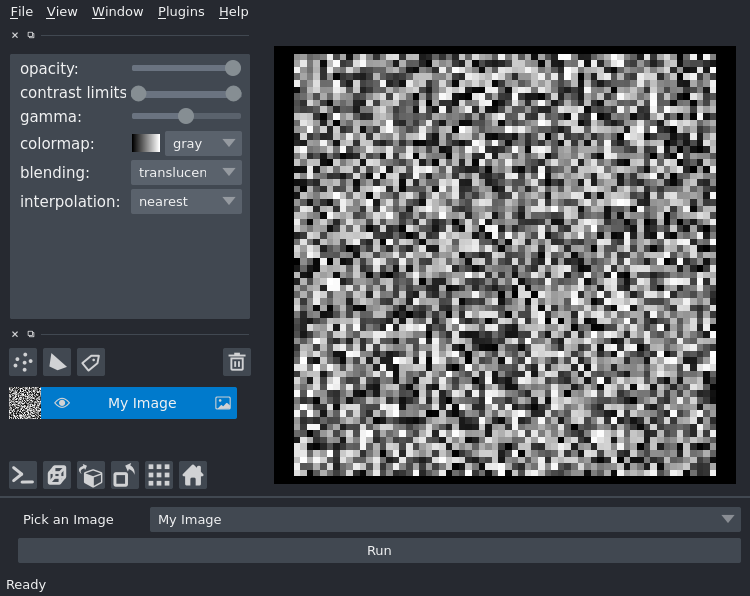 File View Window Plugins Help
opacity:
contrast limits
gamma:
colormap: gray
blending: translucen
interpolation: nearest
My Image
Pick an Image My Image
Run
Ready